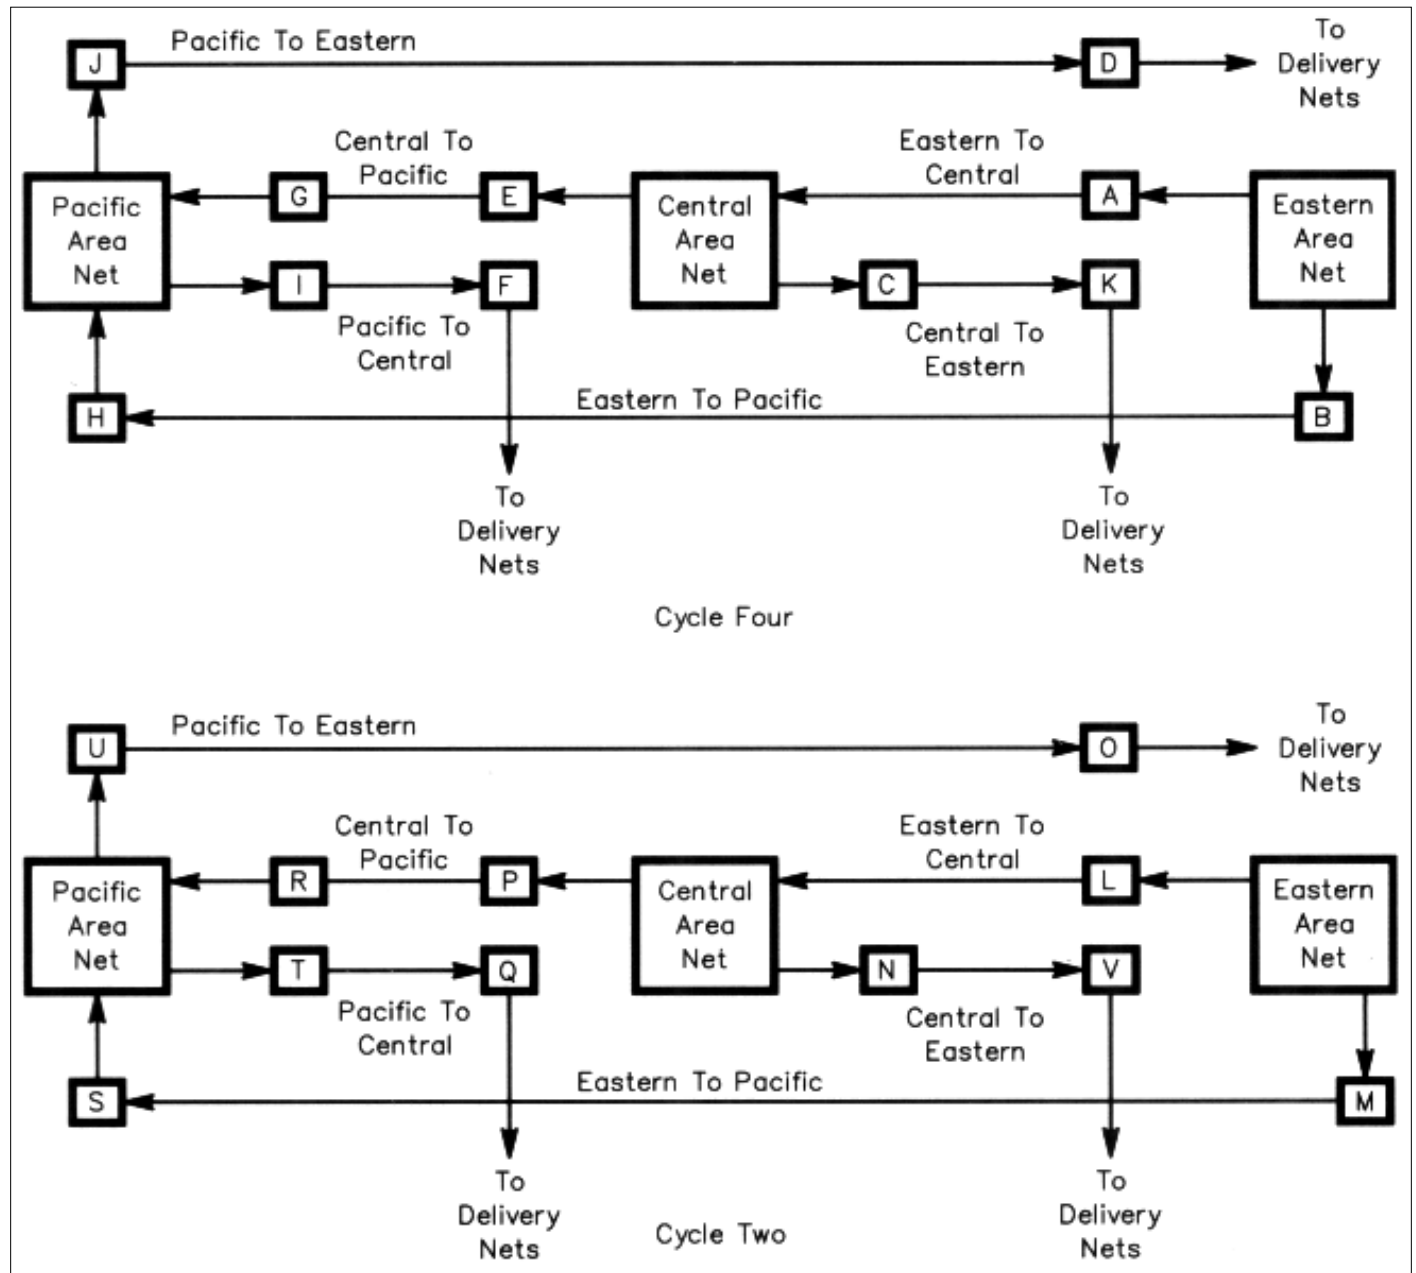 Pacific To Eastern
J
D
To
Delivery
Nets
Central To
Pacific
Eastern To
Central
Pacific
Area
Net
G
E
Central
Area
Net
A
Eastern
Area
Net
I
F
C
K
Pacific To
Central
Central To
Eastern
H
Eastern To Pacific
B
To
Delivery
Nets
To
Delivery
Nets
Cycle Four
Pacific To Eastern
U
O
To
Delivery
Nets
Central To
Pacific
Eastern To
Central
Pacific
Area
Net
R
P
Central
Area
Net
L
Eastern
Area
Net
T
Q
N
V
Pacific To
Central
Central To
Eastern
S
Eastern To Pacific
M
To
Delivery
Nets
To
Delivery
Nets
Cycle Two